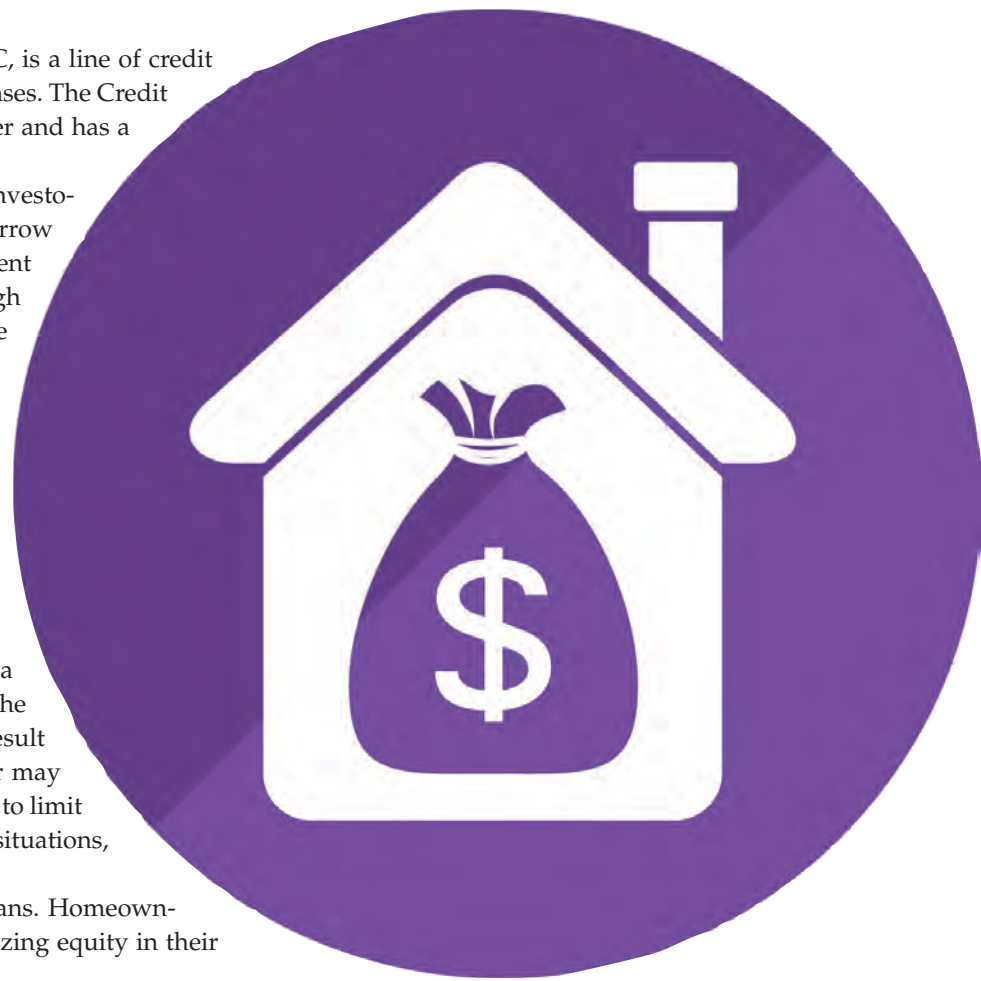 C, is a line of credit
ses. The Credit
er and has a
nvesto-
rrow
ent
gh
e
$
a
he
esult
r may
to limit
situations,
ans. Homeown-
zing equity in their